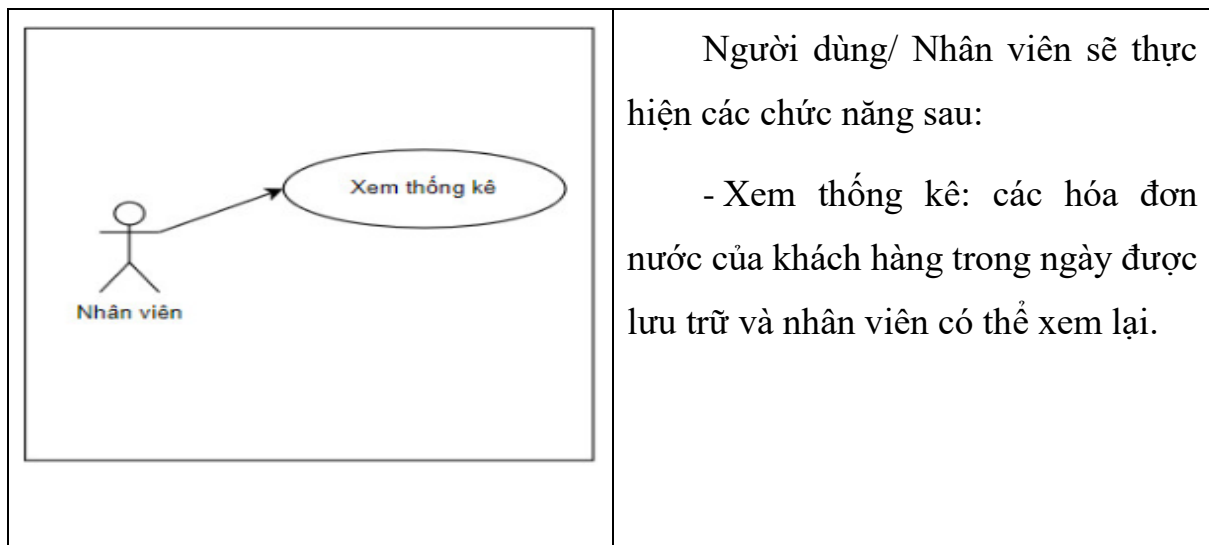 Xem thống kê
Nhân viên
Người dùng/ Nhân viên sẽ thực
hiện các chức năng sau:
- Xem thống kê: các hóa đơn
nước của khách hàng trong ngày được
lưu trữ và nhân viên có thể xem lại.